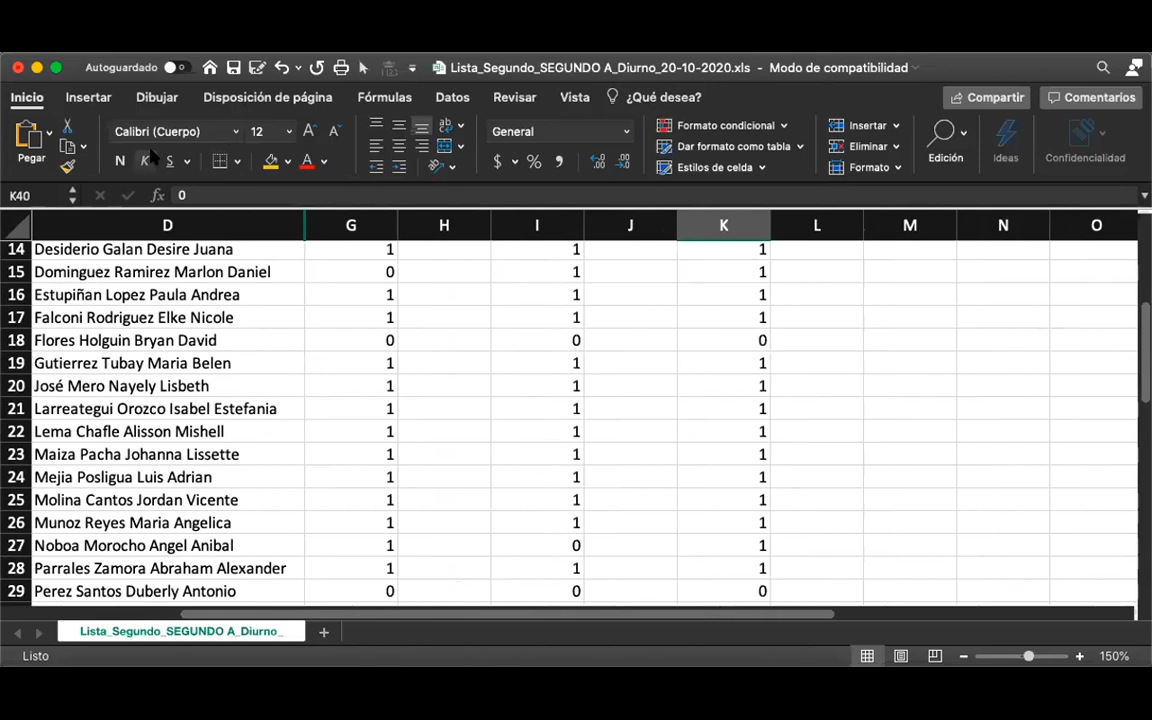 Autoguardado
Lista_Segundo_SEGUNDO A_Diurno_20-10-2020.xls - Modo de compatibilidad
Inicio Insertar Dibujar Disposición de página Fórmulas Datos Revisar Vista ¿Qué desea? Compartir Comentarios
Pegar Calibri (Cuerpo) 12 A A ab General Formato condicional Insertar Edición Ideas Confidencialidad
Dar formato como tabla Eliminar
N K S A $ % Estilos de celda Formato
K40 fx 0
D G H I J K L M N O
14 Desiderio Galan Desire Juana 1 1 1
15 Dominguez Ramirez Marlon Daniel 0 1 1
16 Estupiñan Lopez Paula Andrea 1 1 1
17 Falconi Rodriguez Elke Nicole 1 1 1
18 Flores Holguin Bryan David 0 0 0
19 Gutierrez Tubay Maria Belen 1 1 1
20 José Mero Nayely Lisbeth 1 1 1
21 Larreategui Orozco Isabel Estefania 1 1 1
22 Lema Chafle Alisson Mishell 1 1 1
23 Maiza Pacha Johanna Lissette 1 1 1
24 Mejia Posligua Luis Adrian 1 1 1
25 Molina Cantos Jordan Vicente 1 1 1
26 Munoz Reyes Maria Angelica 1 1 1
27 Noboa Morocho Angel Anibal 1 0 1
28 Parrales Zamora Abraham Alexander 1 1 1
29 Perez Santos Duberly Antonio 0 0 0
Lista_Segundo_SEGUNDO A_Diurno_
Listo 150%